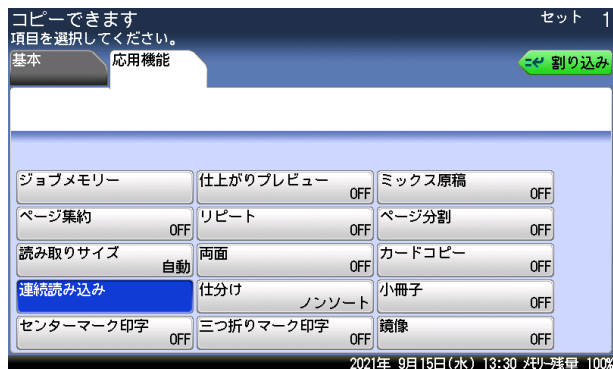 コピーできます セット 1
項目を選択してください。
基本 応用機能 割り込み
ジョブメモリー 仕上がりプレビュー OFF ミックス原稿 OFF
ページ集約 OFF リピート OFF ページ分割 OFF
読み取りサイズ 自動 両面 OFF カードコピー OFF
連続読み込み 仕分け ノンソート 小冊子 OFF
センターマーク印字 OFF 三つ折りマーク印字 OFF 鏡像 OFF
2021年 9月15日(水) 13:30 メモリー残量 100%